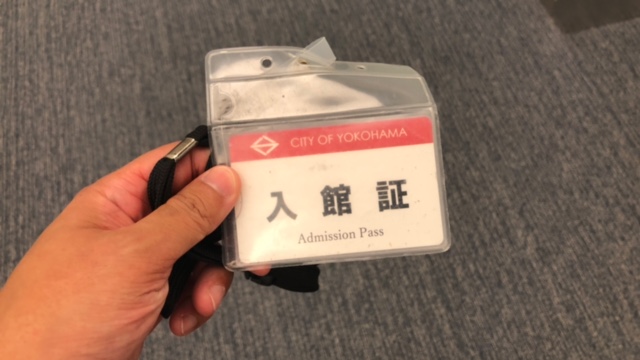 CITY OF YOKOHAMA
入館証
Admission Pass